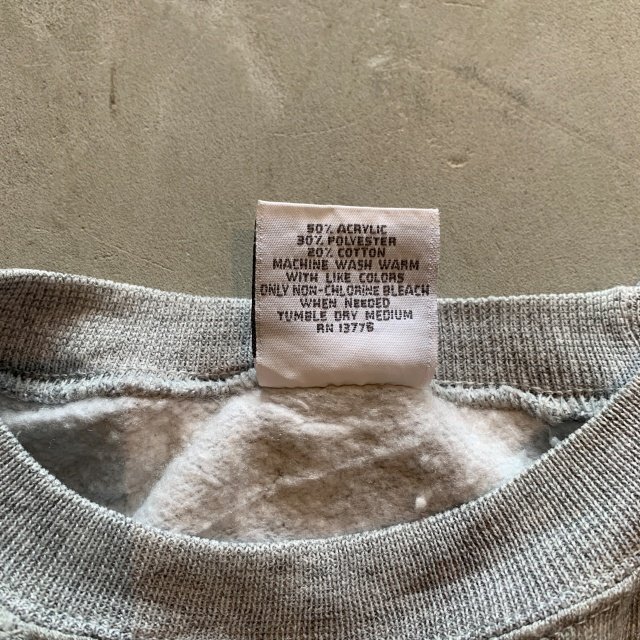 50% ACRYLIC
30% POLYESTER
20% COTTON
MACHINE WASH WARM
WITH LIKE COLORS
ONLY NON-CHLORINE BLEACH
WHEN NEEDED
TUMBLE DRY MEDIUM
RN 13776